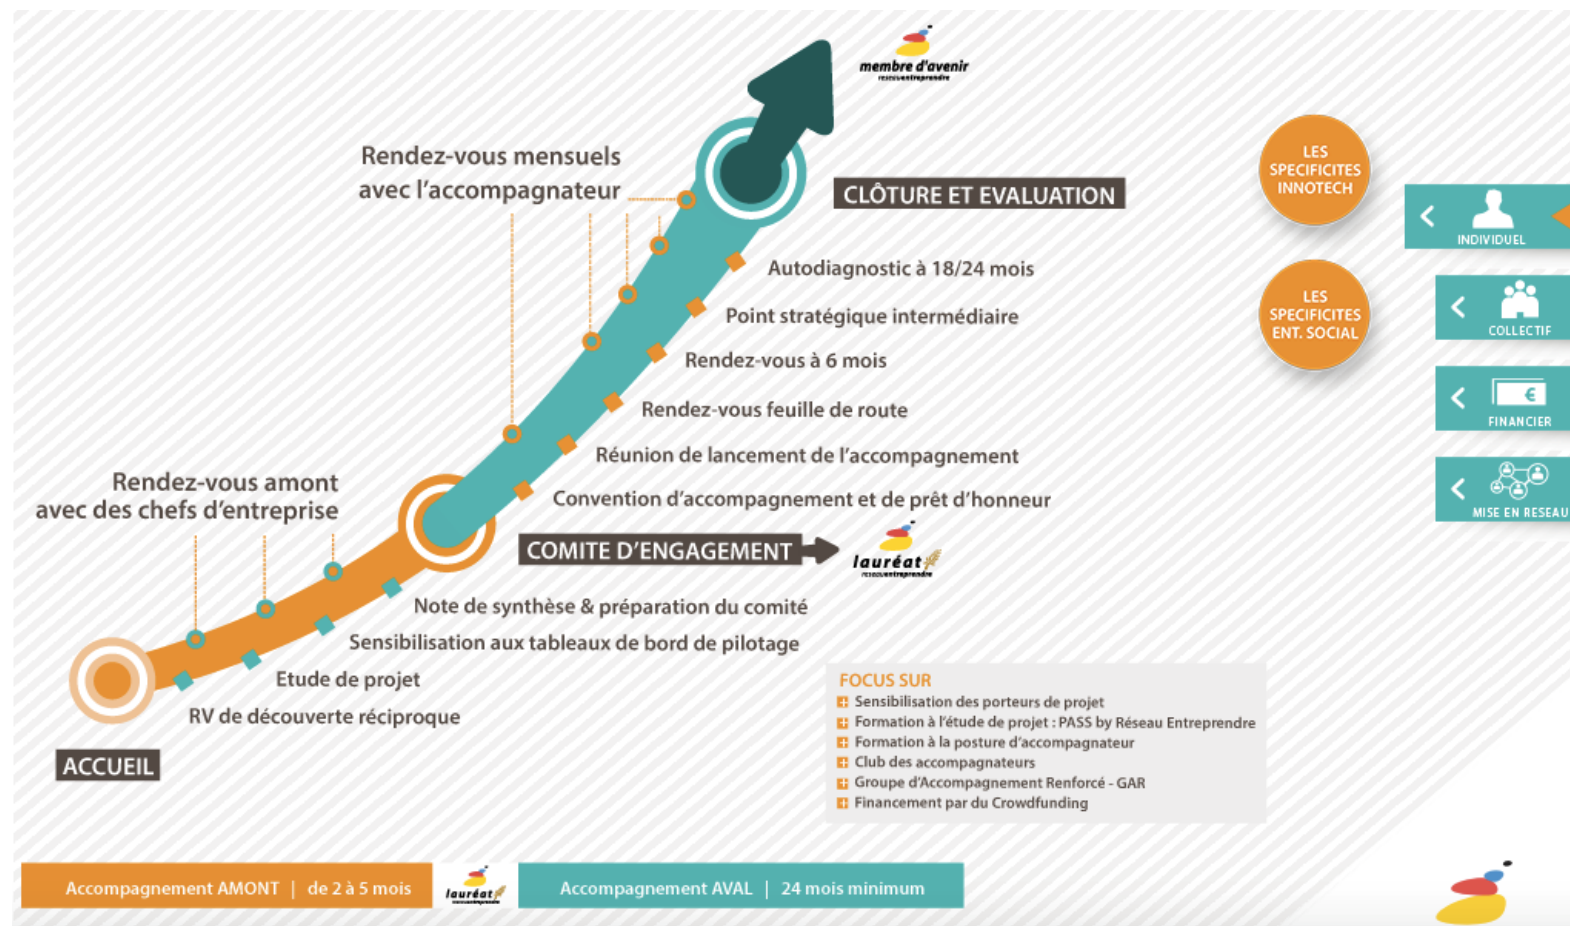 membre d'avenir
reseauentreprendre
Rendez-vous mensuels
avec l'accompagnateur
CLÔTURE ET EVALUATION
LES
SPECIFICITES
INNOTECH
INDIVIDUEL
Autodiagnostic à 18/24 mois
Point stratégique intermédiaire
LES
SPECIFICITES
ENT. SOCIAL
COLLECTIF
Rendez-vous à 6 mois
Rendez-vous feuille de route
FINANCIER
€
Réunion de lancement de l'accompagnement
Convention d'accompagnement et de prêt d'honneur
MISE EN RESEAU
Rendez-vous amont
avec des chefs d'entreprise
COMITE D'ENGAGEMENT
lauréat
reseauentreprendre
Note de synthèse & préparation du comité
Sensibilisation aux tableaux de bord de pilotage
Etude de projet
RV de découverte réciproque
ACCUEIL
FOCUS SUR
Sensibilisation des porteurs de projet
Formation à l'étude de projet : PASS by Réseau Entreprendre
Formation à la posture d'accompagnateur
Club des accompagnateurs
Groupe d'Accompagnement Renforcé - GAR
Financement par du Crowdfunding
Accompagnement AMONT | de 2 à 5 mois
lauréat
reseauentreprendre
Accompagnement AVAL | 24 mois minimum